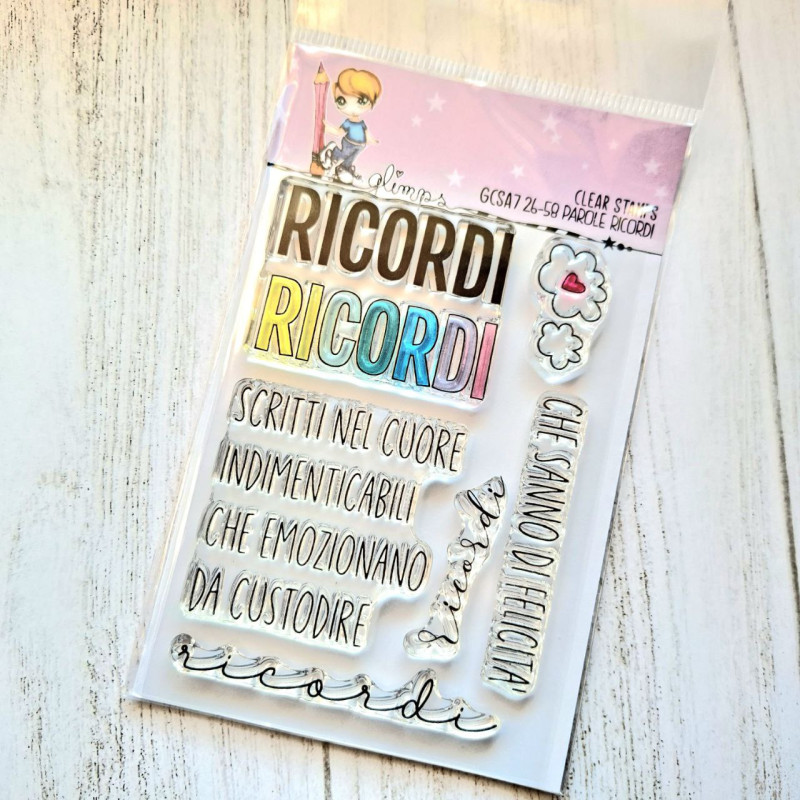 glimps
CLEAR STAMPS
GCSA7 26-58 PAROLE RICORDI
RICORDI
RICORDI
SCRITTI NEL CUORE
INDIMENTICABILI
CHE EMOZIONANO
DA CUSTODIRE
ricordi
CHE SANNO DI FELICITA'
ricordi